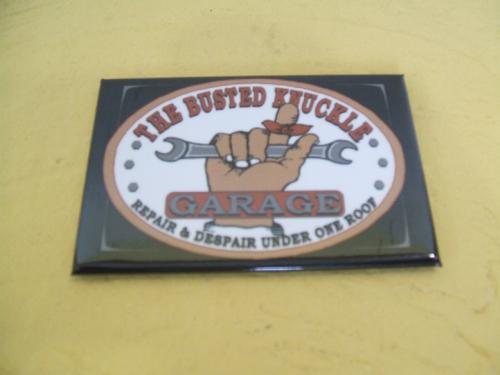 THE BUSTED KNUCKLE
GARAGE
REPAIR & DESPAIR UNDER ONE ROOF